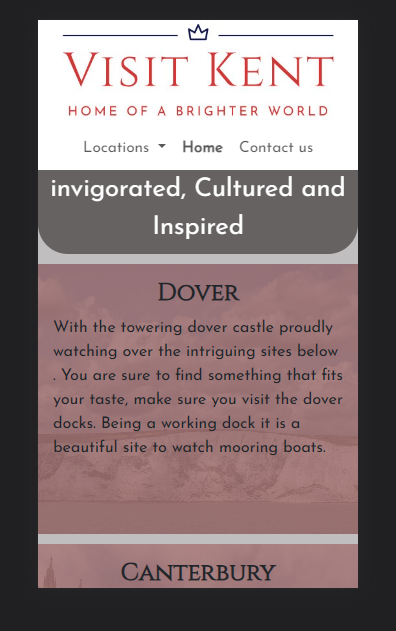 VISIT KENT
HOME OF A BRIGHTER WORLD
Locations Home Contact us
invigorated, Cultured and
Inspired
DOVER
With the towering dover castle proudly
watching over the intriguing sites below
. You are sure to find something that fits
your taste, make sure you visit the dover
docks. Being a working dock it is a
beautiful site to watch mooring boats.
CANTERBURY